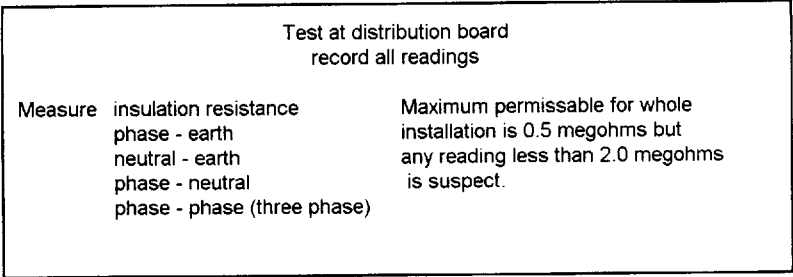 Test at distribution board
record all readings
Measure insulation resistance
phase - earth
neutral - earth
phase - neutral
phase - phase (three phase)
Maximum permissable for whole
installation is 0.5 megohms but
any reading less than 2.0 megohms
is suspect.